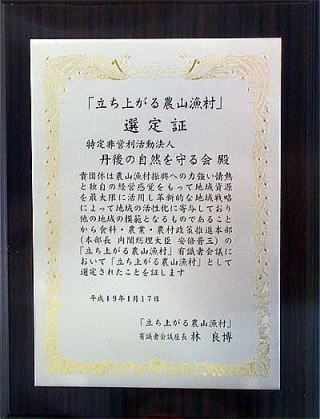 「立ち上がる農山漁村」
選定証
特定非営利活動法人
丹後の自然を守る会 殿
貴団体は農山漁村振興への力強い情熱
と独自の経営感覚をもって地域資源
を最大限に活用し革新的な地域戦略
によって地域の活性化に寄与しており
他の地域の模範となるものであること
から食料・農業・農村政策推進本部
(本部長 内閣総理大臣 安倍晋三)の
「立ち上がる農山漁村」有識者会議に
おいて「立ち上がる農山漁村」として
選定されたことを証します
平成19年1月17日
「立ち上がる農山漁村」
有識者会議座長 林 良博